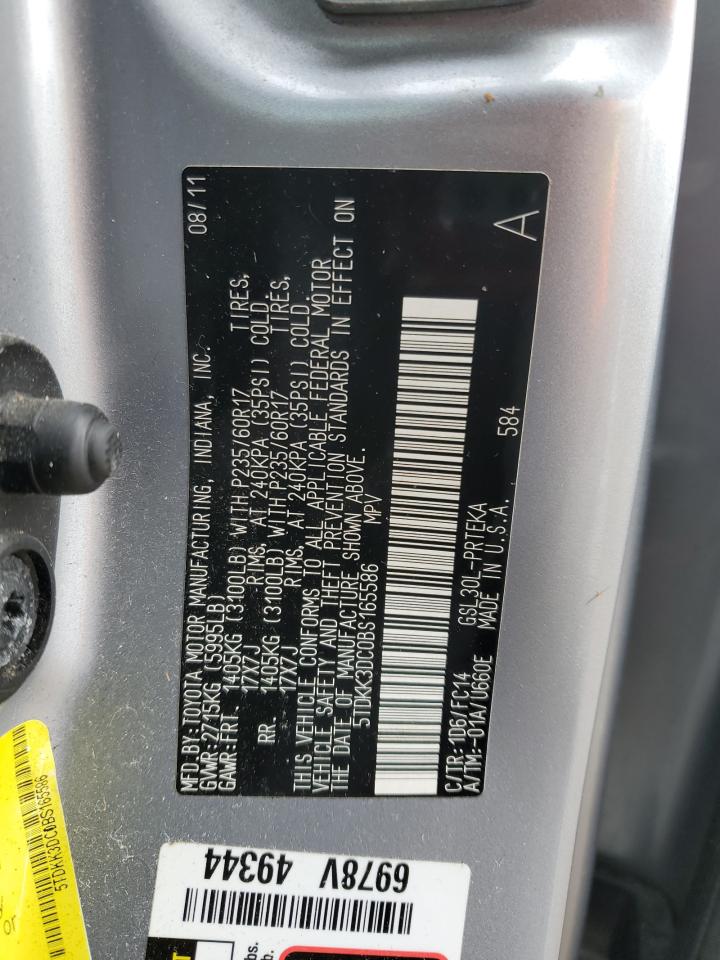 MFD.BY:TOYOTA MOTOR MANUFACTURING, INDIANA, INC. 08/11
GVWR:2715KG (5995LB)
GAWR:FRT. 1405KG (3100LB) WITH P235/60R17 TIRES,
17X7J RIMS, AT 240KPA (35PSI) COLD.
RR. 1405KG (3100LB) WITH P235/60R17 TIRES,
17X7J RIMS, AT 240KPA (35PSI) COLD.
THIS VEHICLE CONFORMS TO ALL APPLICABLE FEDERAL MOTOR
VEHICLE SAFETY AND THEFT PREVENTION STANDARDS IN EFFECT ON
THE DATE OF MANUFACTURE SHOWN ABOVE.
5TDKK3DC0BS165586 MPV
C/TR:1D6/FC14 GSL30L-PRTEKA 584
A/TM:-01A/U660E MADE IN U.S.A. A
5TDKK3DC0BS165586
or
6978V 49344
lbs.